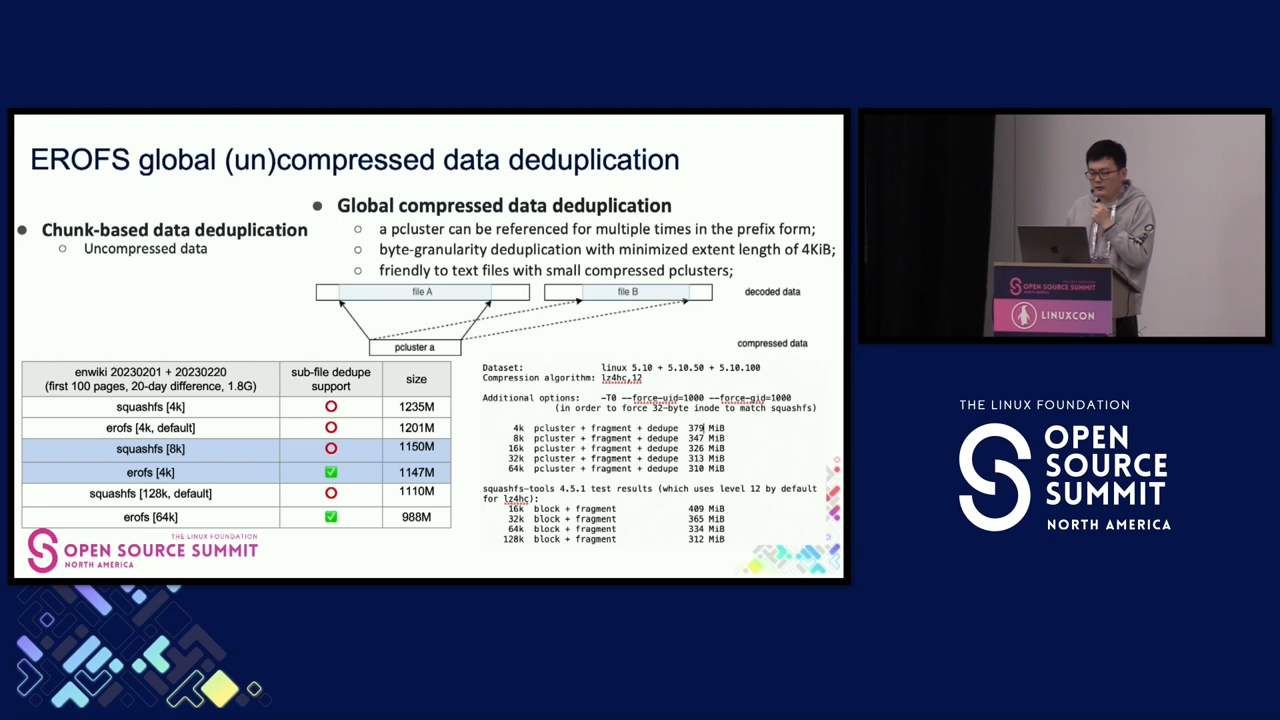 EROFS global (un)compressed data deduplication
● Chunk-based data deduplication
○ Uncompressed data
● Global compressed data deduplication
○ a pcluster can be referenced for multiple times in the prefix form;
○ byte-granularity deduplication with minimized extent length of 4KiB;
○ friendly to text files with small compressed pclusters;
file A file B decoded data
pcluster a compressed data
enwiki 20230201 + 20230220
(first 100 pages, 20-day difference, 1.8G)
sub-file dedupe
support
size
squashfs [4k] ⭕ 1235M
erofs [4k, default] ⭕ 1201M
squashfs [8k] ⭕ 1150M
erofs [4k] ✅ 1147M
squashfs [128k, default] ⭕ 1110M
erofs [64k] ✅ 988M
Dataset: linux 5.10 + 5.10.50 + 5.10.100
Compression algorithm: lz4hc,12
Additional options: -T0 --force-uid=1000 --force-gid=1000
(in order to force 32-byte inode to match squashfs)
4k pcluster + fragment + dedupe 379 MiB
8k pcluster + fragment + dedupe 347 MiB
16k pcluster + fragment + dedupe 326 MiB
32k pcluster + fragment + dedupe 313 MiB
64k pcluster + fragment + dedupe 310 MiB
squashfs-tools 4.5.1 test results (which uses level 12 by default
for lz4hc):
16k block + fragment 409 MiB
32k block + fragment 365 MiB
64k block + fragment 334 MiB
128k block + fragment 312 MiB
THE LINUX FOUNDATION
OPEN SOURCE SUMMIT
NORTH AMERICA
OPEN SOURCE SUMMIT
LINUXCON
THE LINUX FOUNDATION
OPEN
SOURCE
SUMMIT
NORTH AMERICA